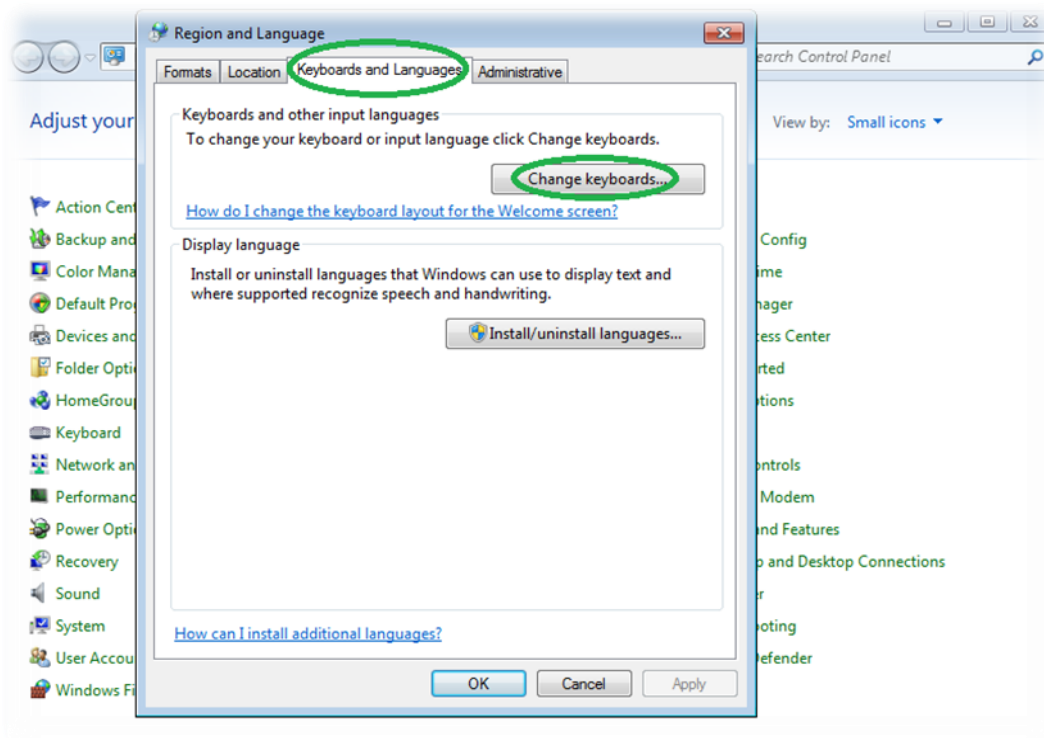 Region and Language
earch Control Panel
Formats
Location
Keyboards and Languages
Administrative
Adjust your
View by: Small icons
Keyboards and other input languages
To change your keyboard or input language click Change keyboards.
Change keyboards...
How do I change the keyboard layout for the Welcome screen?
Display language
Install or uninstall languages that Windows can use to display text and
where supported recognize speech and handwriting.
Install/uninstall languages...
How can I install additional languages?
OK
Cancel
Apply
Action Cent
Backup and
Color Mana
Default Pro
Devices and
Folder Opti
HomeGrou
Keyboard
Network an
Performanc
Power Opti
Recovery
Sound
System
User Accou
Windows Fi
Config
ime
nager
cess Center
rted
ptions
ontrols
Modem
and Features
p and Desktop Connections
er
ooting
Defender